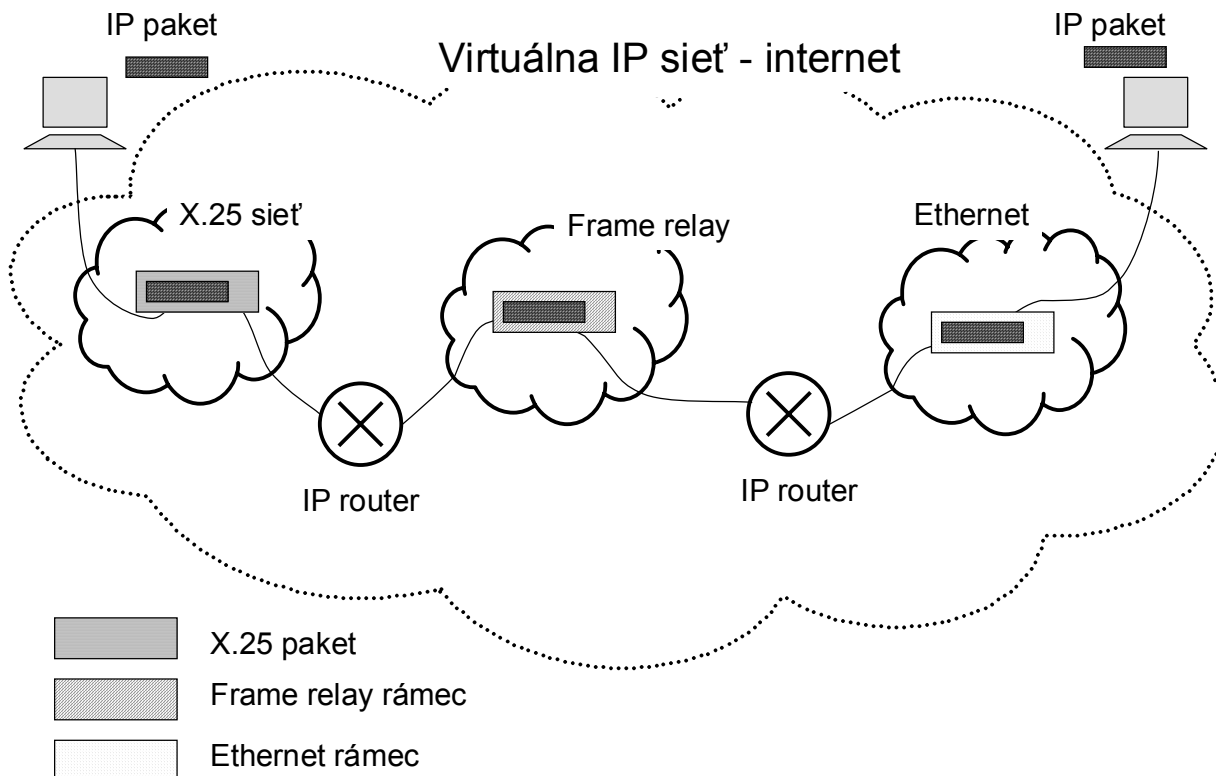 IP paket
IP paket
Virtuálna IP sieť - internet
X.25 sieť
Frame relay
Ethernet
IP router
IP router
X.25 paket
Frame relay rámec
Ethernet rámec